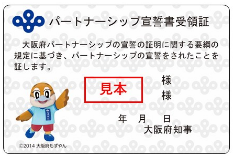 パートナーシップ宣誓書受領証
大阪府パートナーシップの宣誓の証明に関する要綱の
規定に基づき、パートナーシップの宣誓をされたことを
証します。
様
見本
様
年 月 日
大阪府知事
©2014 大阪府もずやん